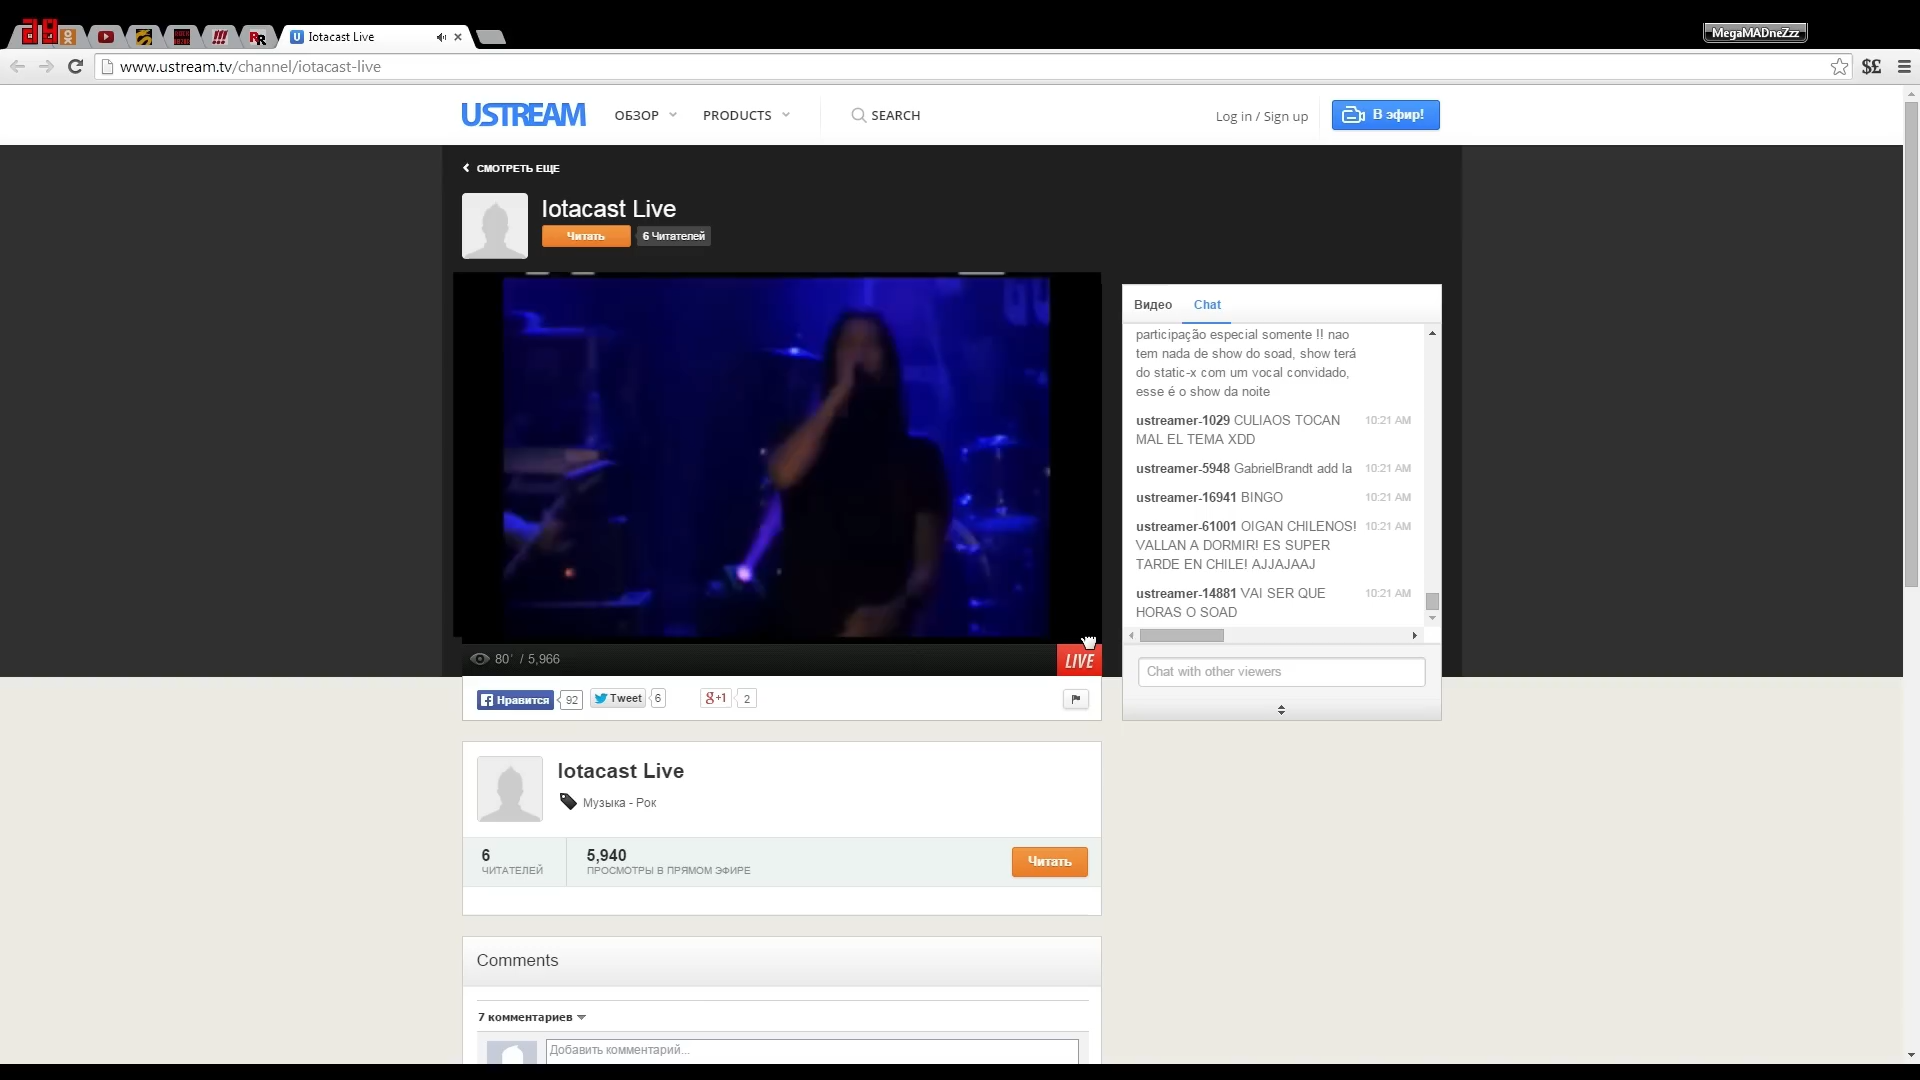 Iotacast Live
MegaMADneZzz
www.ustream.tv/channel/iotacast-live
$£
USTREAM
ОБЗОР
PRODUCTS
SEARCH
Log in / Sign up
В эфир!
СМОТРЕТЬ ЕЩЕ
Iotacast Live
Читать
6 Читателей
Видео
Chat
participação especial somente !! nao
tem nada de show do soad, show terá
do static-x com um vocal convidado,
esse é o show da noite
ustreamer-1029 CULIAOS TOCAN 10:21 AM
MAL EL TEMA XDD
ustreamer-5948 GabrielBrandt add la 10:21 AM
ustreamer-16941 BINGO 10:21 AM
ustreamer-61001 OIGAN CHILENOS! 10:21 AM
VALLAN A DORMIR! ES SUPER
TARDE EN CHILE! AJJAJAAJ
ustreamer-14881 VAI SER QUE 10:21 AM
HORAS O SOAD
Chat with other viewers
80 / 5,966
LIVE
Нравится
92
Tweet
6
g+1
2
Iotacast Live
Музыка - Рок
6
ЧИТАТЕЛЕЙ
5,940
ПРОСМОТРЫ В ПРЯМОМ ЭФИРЕ
Читать
Comments
7 комментариев
Добавить комментарий...